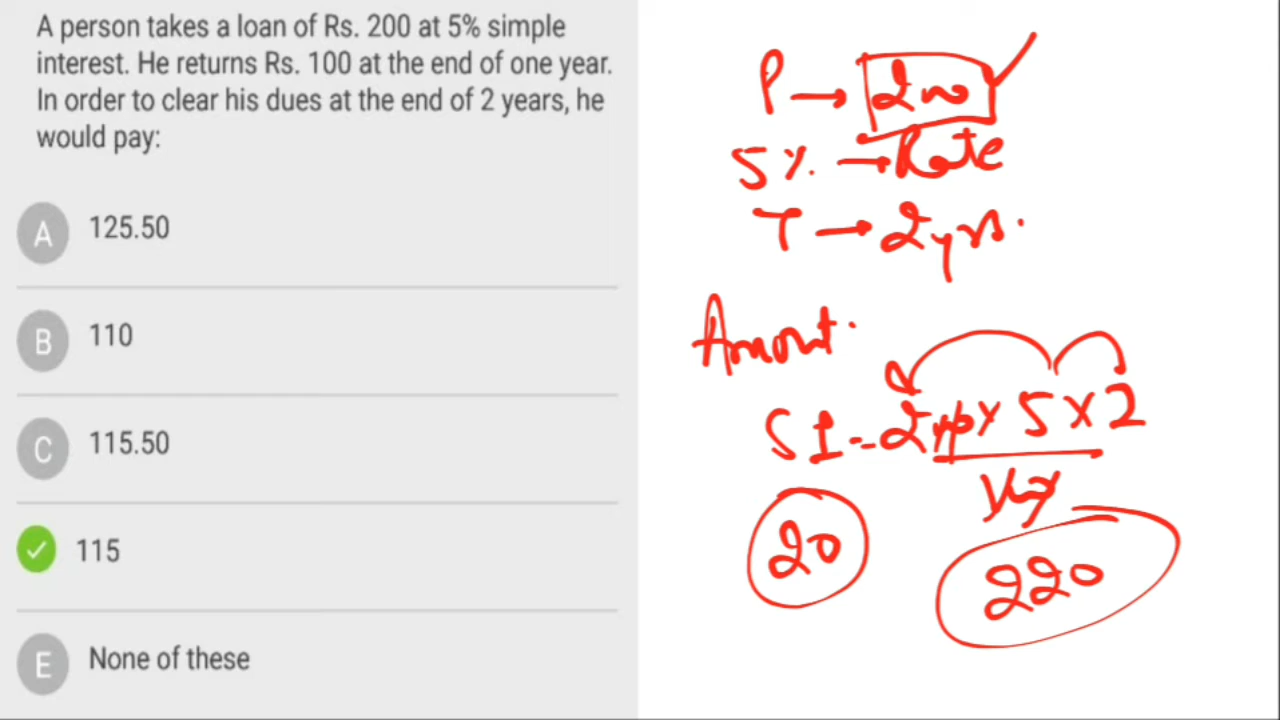 A person takes a loan of Rs. 200 at 5% simple
interest. He returns Rs. 100 at the end of one year.
In order to clear his dues at the end of 2 years, he
would pay:
A 125.50
B 110
C 115.50
115
E None of these
P → 200
5% → Rate
T → 2yrs.
Amount.
SI = 200 x 5 x 2
100
20
220